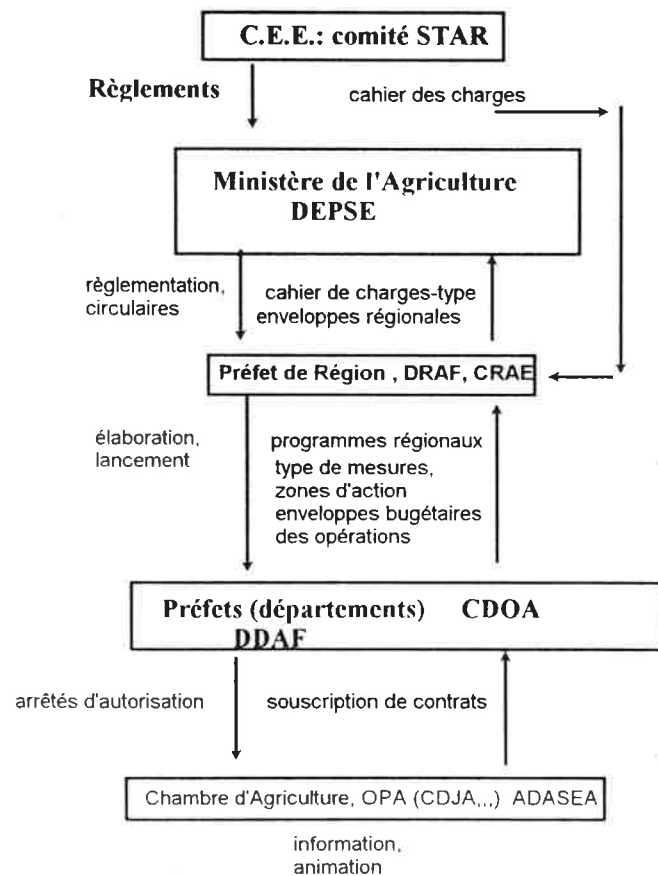 C.E.E.: comité STAR
Règlements
cahier des charges
Ministère de l'Agriculture
DEPSE
règlementation,
circulaires
cahier de charges-type
enveloppes régionales
Préfet de Région , DRAF, CRAE
élaboration,
lancement
programmes régionaux
type de mesures,
zones d'action
enveloppes bugétaires
des opérations
Préfets (départements) CDOA
DDAF
arrêtés d'autorisation
souscription de contrats
Chambre d'Agriculture, OPA (CDJA,,,) ADASEA
information,
animation